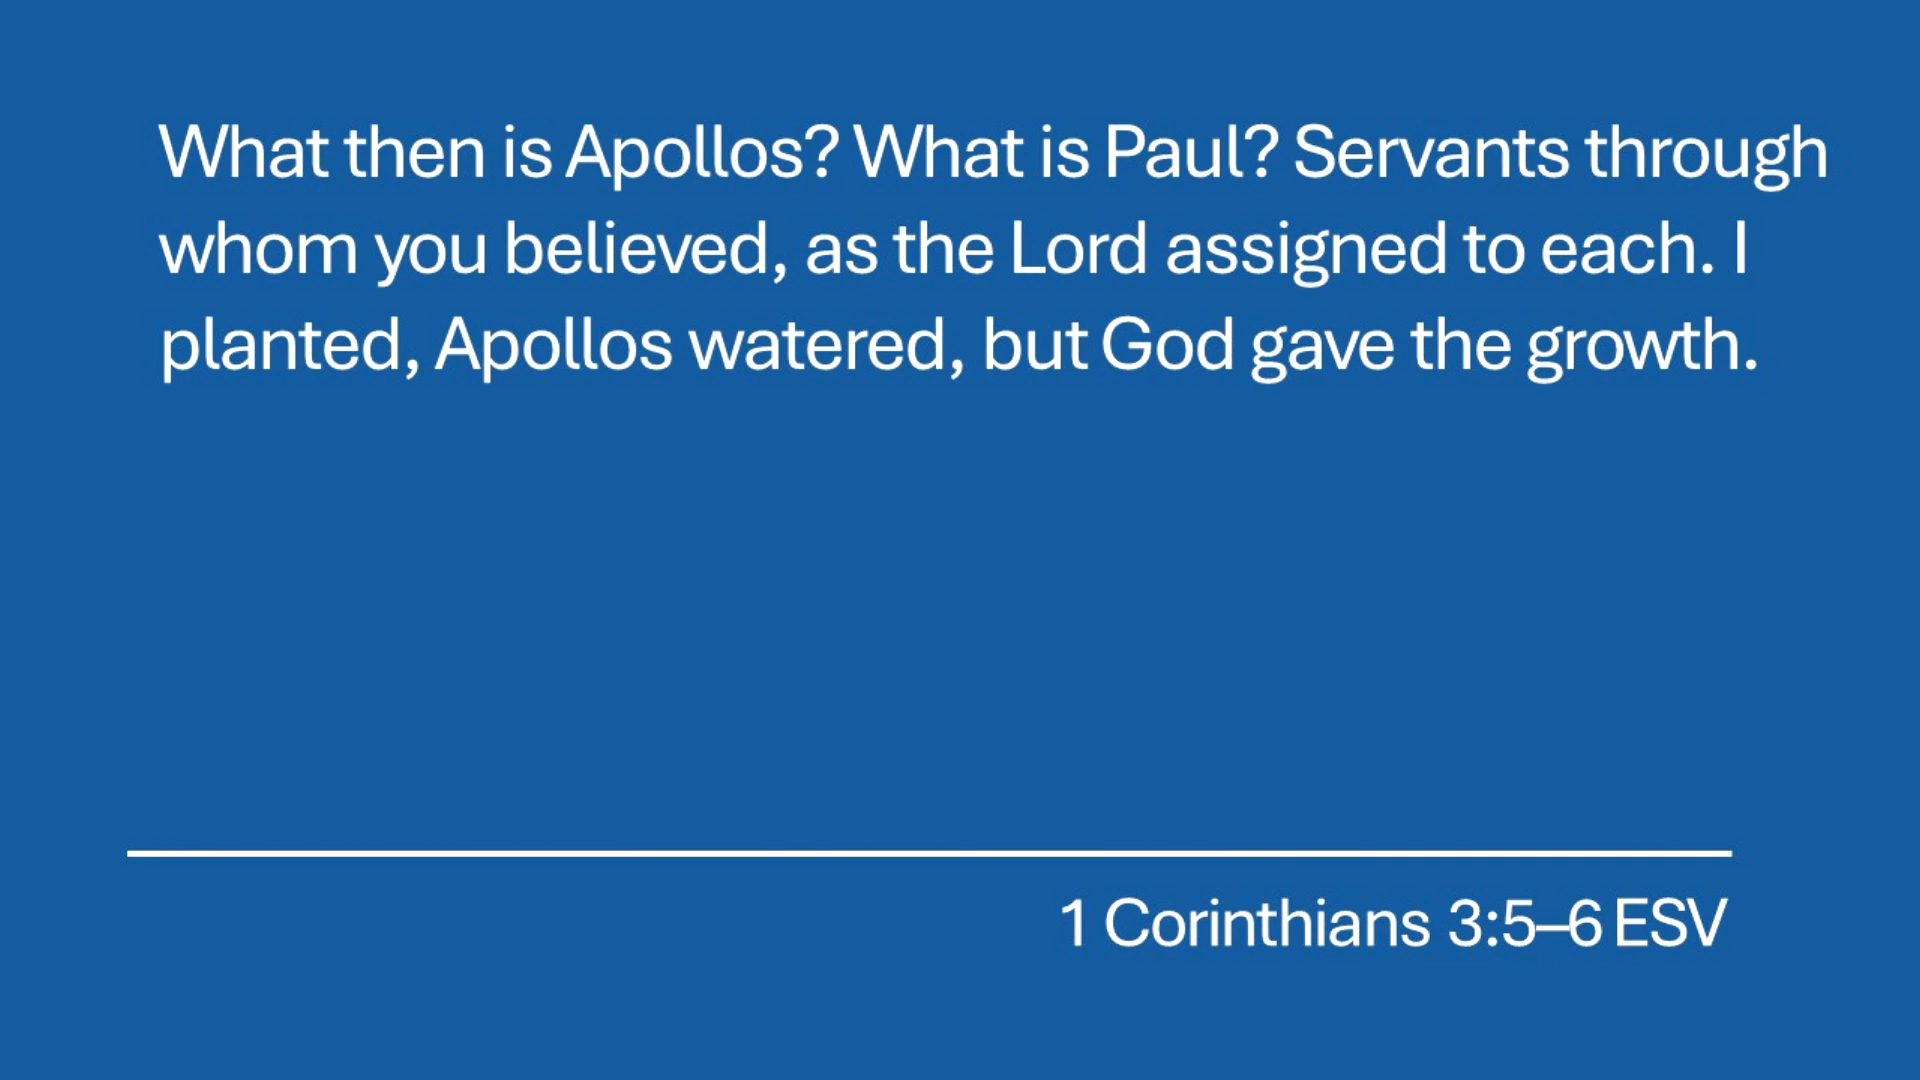 What then is Apollos? What is Paul? Servants through
whom you believed, as the Lord assigned to each. I
planted, Apollos watered, but God gave the growth.
1 Corinthians 3:5–6 ESV